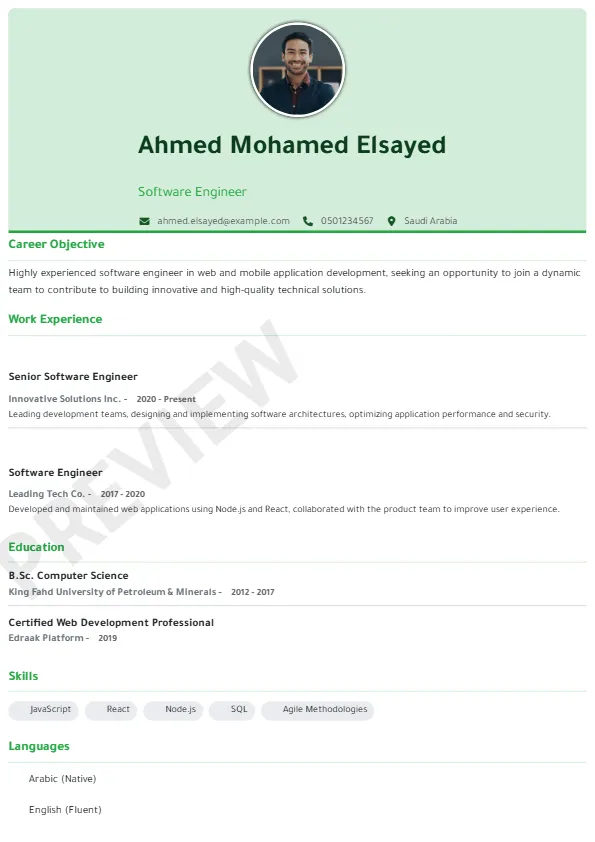 Ahmed Mohamed Elsayed
Software Engineer
ahmed.elsayed@example.com 0501234567 Saudi Arabia
Career Objective
Highly experienced software engineer in web and mobile application development, seeking an opportunity to join a dynamic
team to contribute to building innovative and high-quality technical solutions.
Work Experience
Senior Software Engineer
Innovative Solutions Inc. - 2020 - Present
Leading development teams, designing and implementing software architectures, optimizing application performance and security.
Software Engineer
Leading Tech Co. - 2017 - 2020
Developed and maintained web applications using Node.js and React, collaborated with the product team to improve user experience.
Education
B.Sc. Computer Science
King Fahd University of Petroleum & Minerals - 2012 - 2017
Certified Web Development Professional
Edraak Platform - 2019
Skills
JavaScript React Node.js SQL Agile Methodologies
Languages
Arabic (Native)
English (Fluent)
PREVIEW